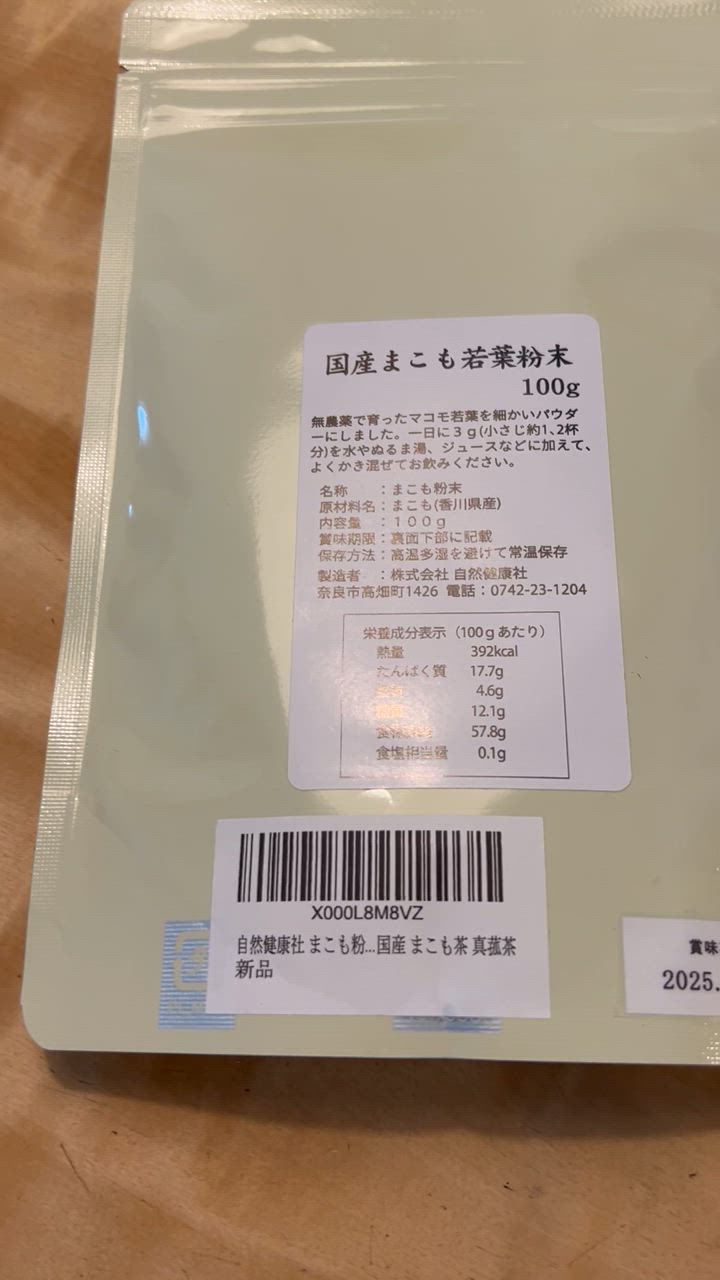 国産まこも若葉粉末
100g
無農薬で育ったマコモ若葉を細かいパウダ
ーにしました。一日に3g(小さじ約1、2杯
分)を水やぬるま湯、ジュースなどに加えて、
よくかき混ぜてお飲みください。
名称 : まこも粉末
原材料名 : まこも(香川県産)
内容量 : 100g
賞味期限 : 裏面下部に記載
保存方法 : 高温多湿を避けて常温保存
製造者 : 株式会社 自然健康社
奈良市高畑町1426 電話 : 0742-23-1204
栄養成分表示 (100gあたり)
熱量 392kcal
たんぱく質 17.7g
4.6g
12.1g
57.8g
食塩相当量 0.1g
X000L8M8VZ
自然健康社 まこも粉...国産 まこも茶 真菰茶
新品
賞味
2025.